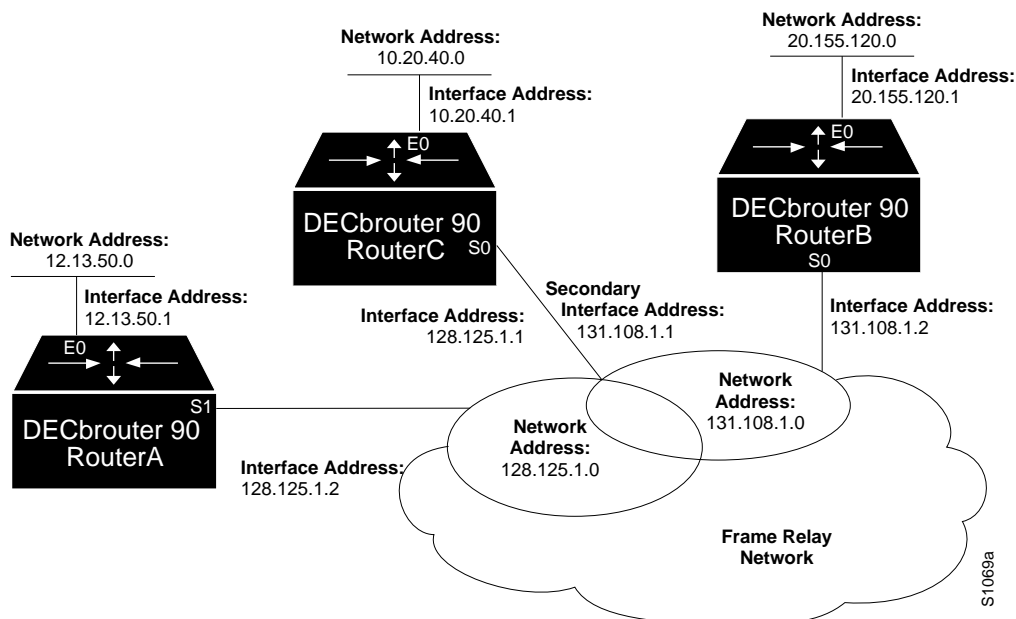 Network Address:
10.20.40.0
Interface Address:
10.20.40.1
E0
DECbrouter 90
RouterC
S0
Network Address:
20.155.120.0
Interface Address:
20.155.120.1
E0
DECbrouter 90
RouterB
S0
Network Address:
12.13.50.0
Interface Address:
12.13.50.1
E0
S1
DECbrouter 90
RouterA
Interface Address:
128.125.1.2
Interface Address:
128.125.1.1
Secondary
Interface Address:
131.108.1.1
Interface Address:
131.108.1.2
Network
Address:
128.125.1.0
Network
Address:
131.108.1.0
Frame Relay
Network
S1069a